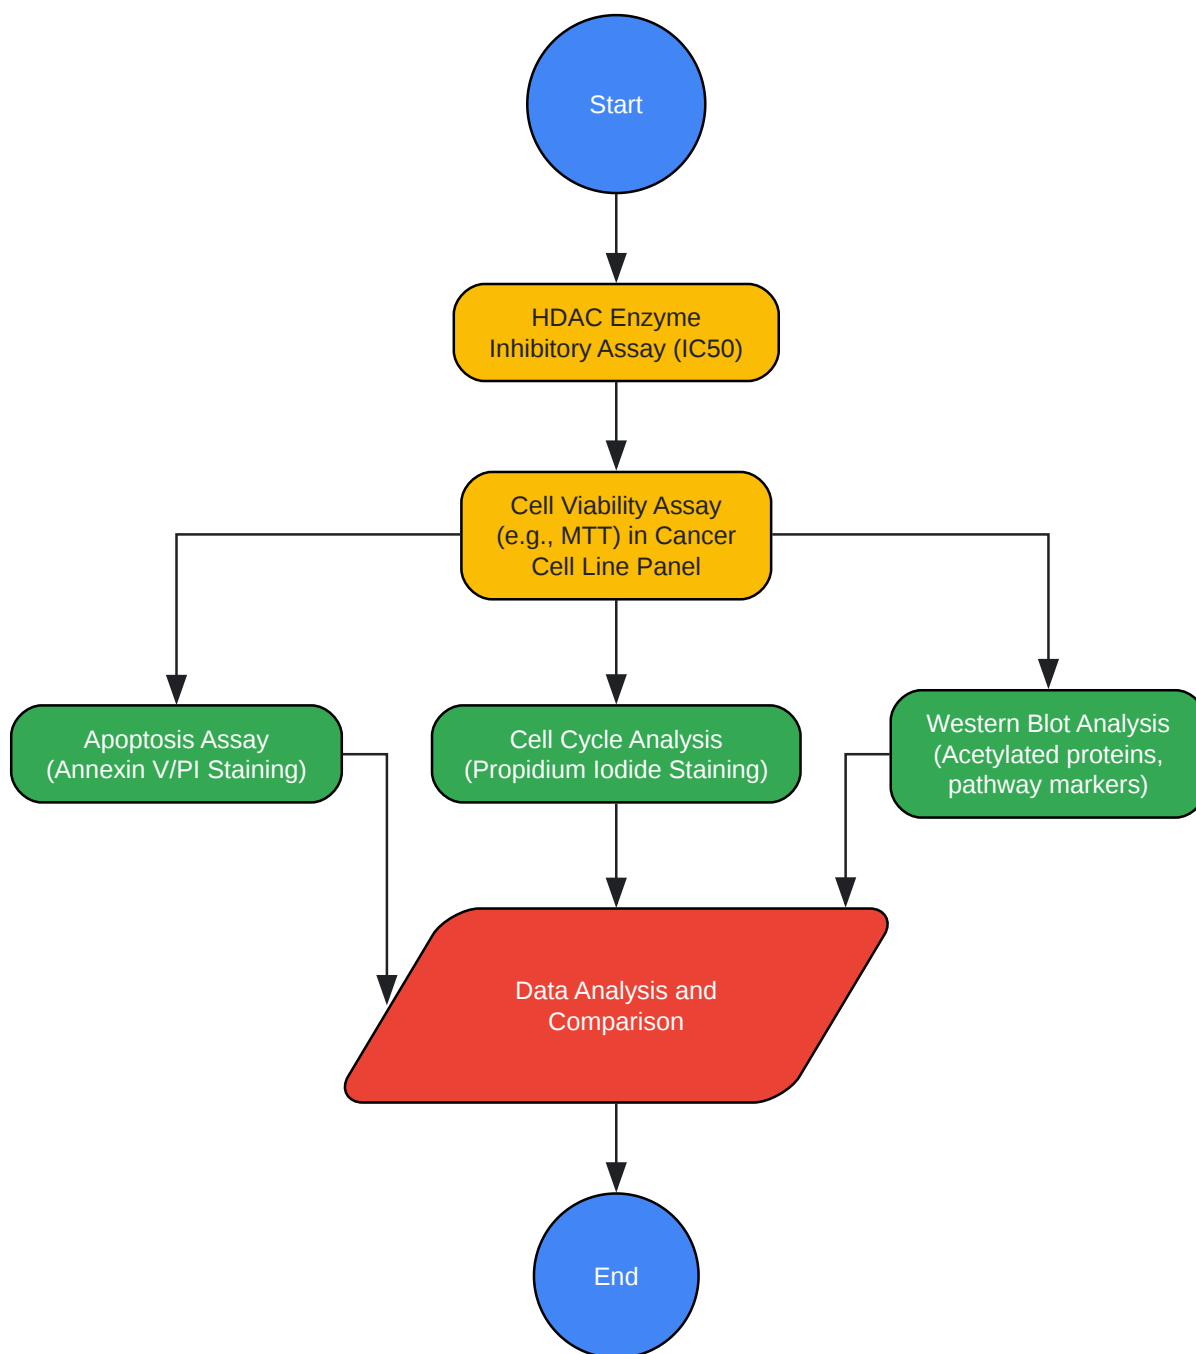 Start
HDAC Enzyme
Inhibitory Assay (IC50)
Cell Viability Assay
(e.g., MTT) in Cancer
Cell Line Panel
Apoptosis Assay
(Annexin V/PI Staining)
Cell Cycle Analysis
(Propidium Iodide Staining)
Western Blot Analysis
(Acetylated proteins,
pathway markers)
Data Analysis and
Comparison
End